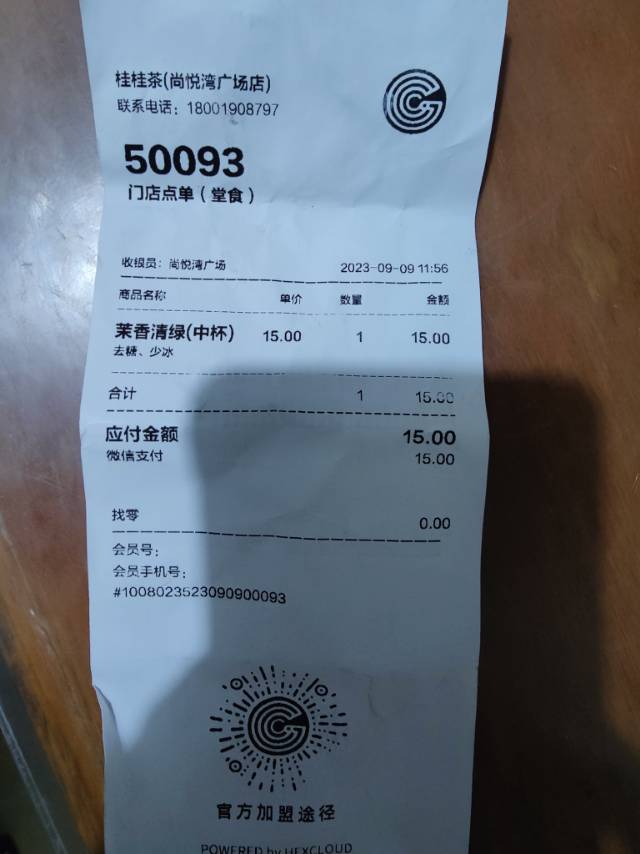 桂桂茶(尚悦湾广场店)
联系电话：18001908797
50093
门店点单（堂食）
收银员：尚悦湾广场 2023-09-09 11:56
商品名称 单价 数量 金额
茉香清绿(中杯) 15.00 1 15.00
去糖、少冰
合计 1 15.00
应付金额 15.00
微信支付 15.00
找零 0.00
会员号：
会员手机号：
#1008023523090900093
官方加盟途径
POWERED by HEXCLOUD